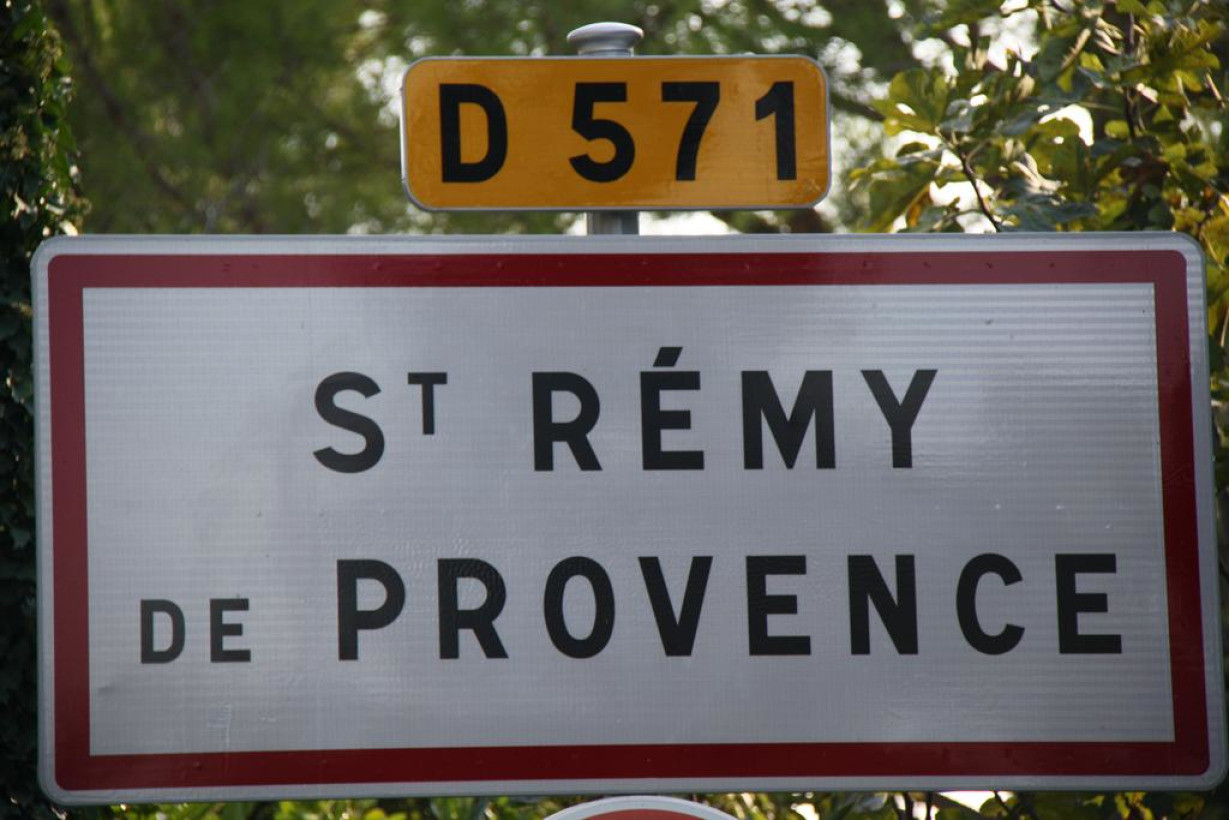 D 571
ST RÉMY
DE PROVENCE